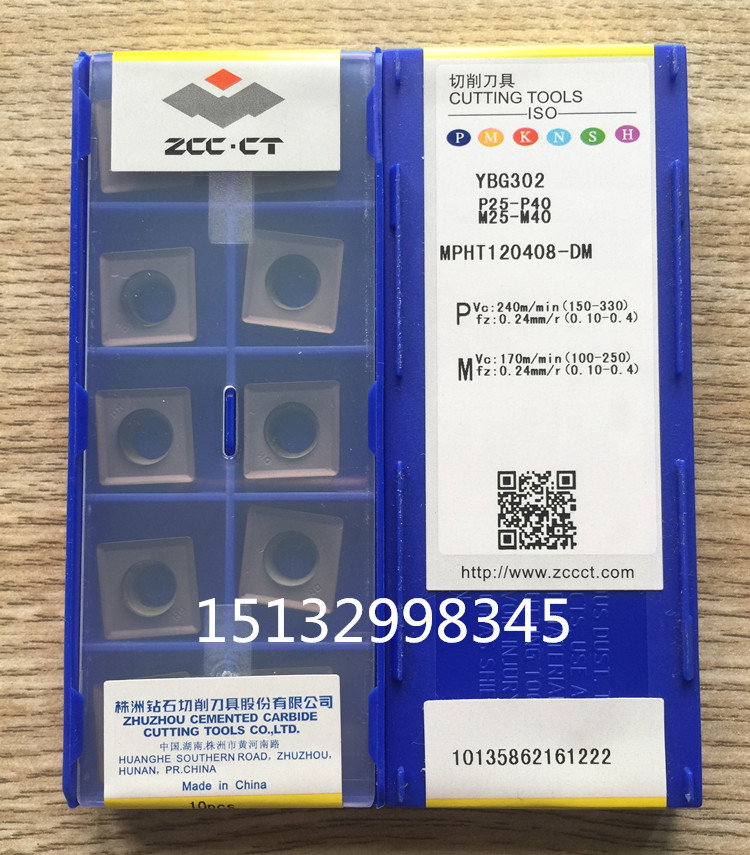 ZCC·CT
15132998345
株洲钻石切削刀具股份有限公司
ZHUZHOU CEMENTED CARBIDE
CUTTING TOOLS CO.,LTD.
中国.湖南.株洲市黄河南路
HUANGHE SOUTHERN ROAD, ZHUZHOU,
HUNAN, PR.CHINA
Made in China
10PCS
切削刀具
CUTTING TOOLS
ISO
P M K N S H
YBG302
P25-P40
M25-M40
MPHT120408-DM
P Vc:240m/min(150-330)
fz:0.24mm/r(0.10-0.4)
M Vc:170m/min(100-250)
fz:0.24mm/r(0.10-0.4)
http://www.zccct.com
10135862161222